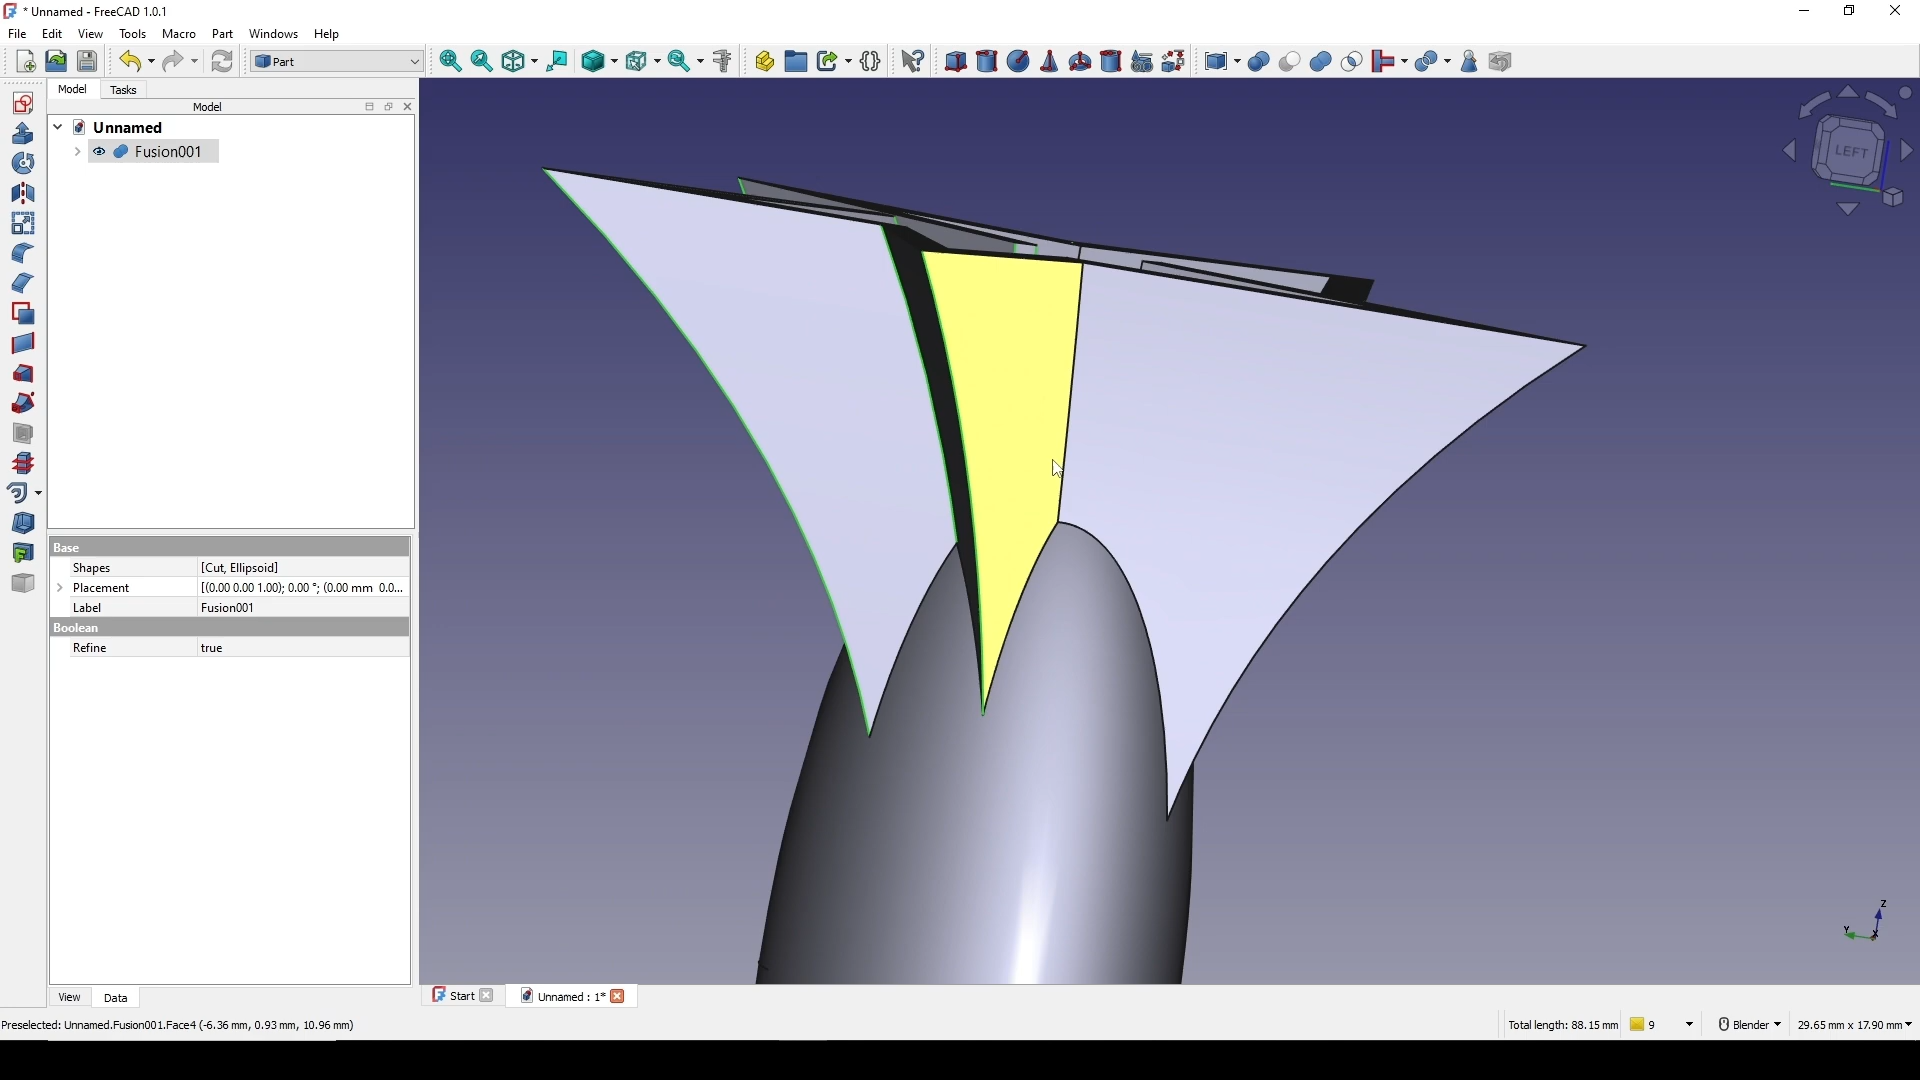 * Unnamed - FreeCAD 1.0.1
File Edit View Tools Macro Part Windows Help
Part
Model Tasks
Model
Unnamed
Fusion001
Base
Shapes [Cut, Ellipsoid]
Placement [(0.00 0.00 1.00); 0.00 °; (0.00 mm 0.0...
Label Fusion001
Boolean
Refine true
LEFT
Z
Y
X
View Data
Start
Unnamed : 1*
Preselected: Unnamed.Fusion001.Face4 (-6.36 mm, 0.93 mm, 10.96 mm)
Total length: 88.15 mm
9
Blender
29.65 mm x 17.90 mm